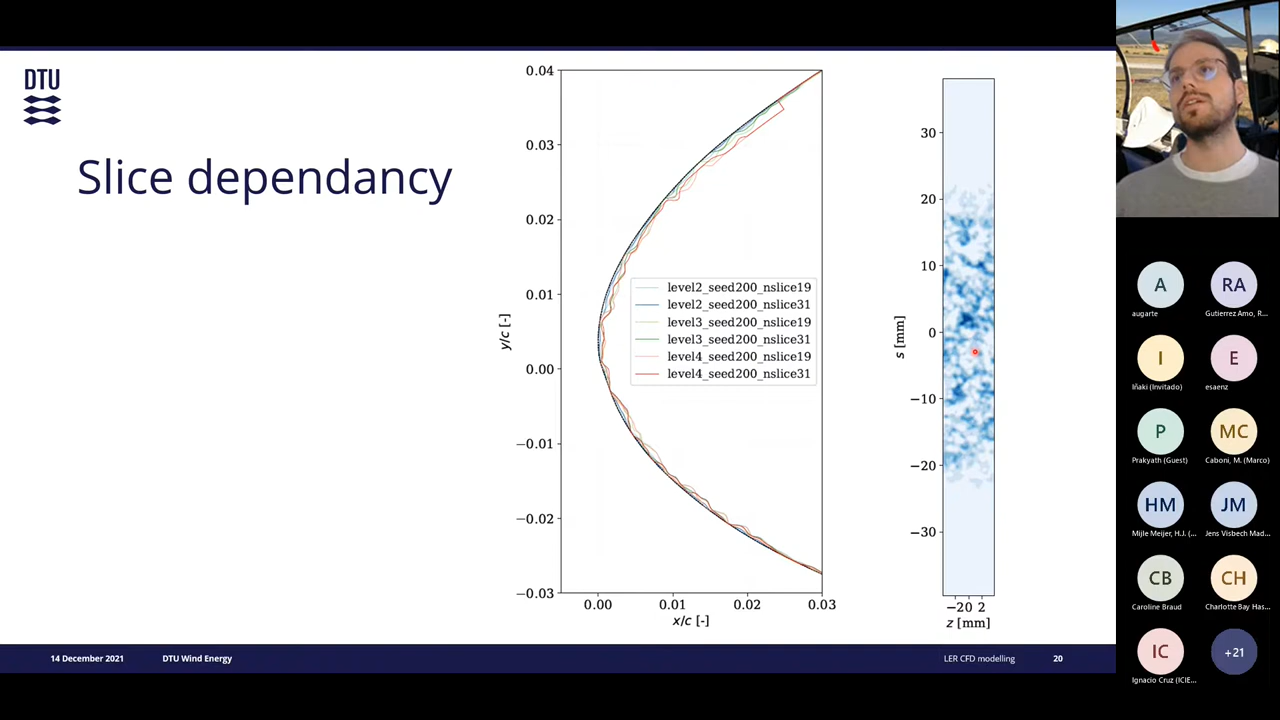 DTU
Slice dependancy
0.04
0.03
0.02
0.01
0.00
−0.01
−0.02
−0.03
y/c [-]
0.00 0.01 0.02 0.03
x/c [-]
level2_seed200_nslice19
level2_seed200_nslice31
level3_seed200_nslice19
level3_seed200_nslice31
level4_seed200_nslice19
level4_seed200_nslice31
30
20
10
0
−10
−20
−30
s [mm]
−20 2
z [mm]
14 December 2021 DTU Wind Energy LER CFD modelling 20
A RA
augarte Gutierrez Amo, R...
I E
Iñaki (Invitado) esaenz
P MC
Prakyath (Guest) Caboni, M. (Marco)
HM JM
Mijle Meijer, H.J. (... Jens Visbech Mad...
CB CH
Caroline Braud Charlotte Bay Has...
IC +21
Ignacio Cruz (ICIE...